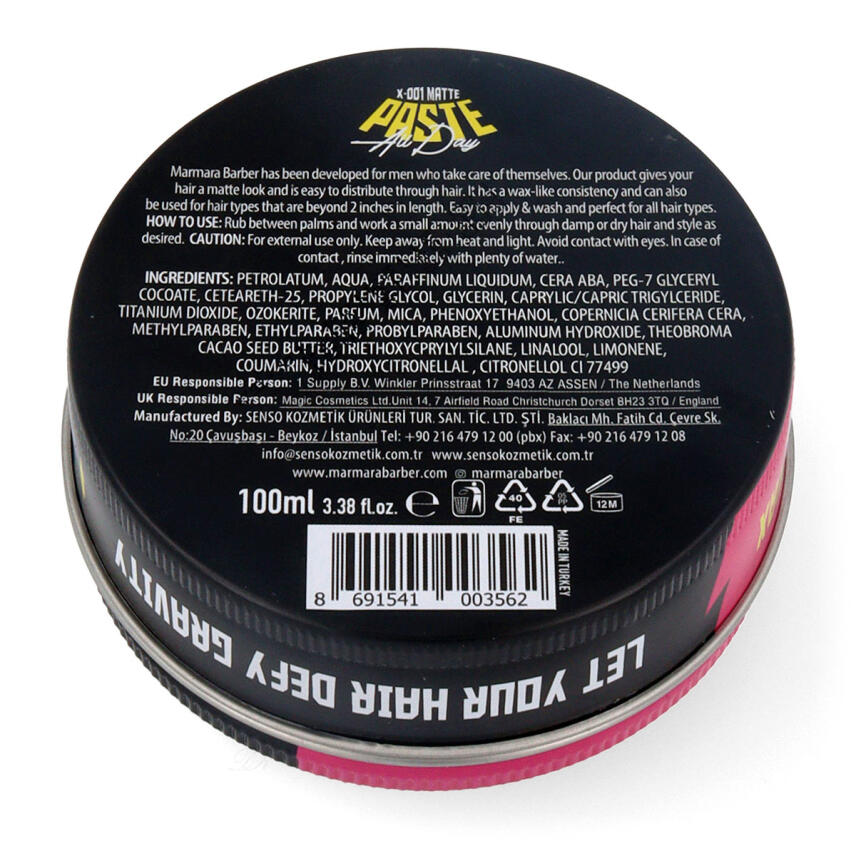 X-001 MATTE
PASTE
All Day
Marmara Barber has been developed for men who take care of themselves. Our product gives your
hair a matte look and is easy to distribute through hair. It has a wax-like consistency and can also
be used for hair types that are beyond 2 inches in length. Easy to apply & wash and perfect for all hair types.
HOW TO USE: Rub between palms and work a small amount evenly through damp or dry hair and style as
desired. CAUTION: For external use only. Keep away from heat and light. Avoid contact with eyes. In case of
contact , rinse immediately with plenty of water..
INGREDIENTS: PETROLATUM, AQUA, PARAFFINUM LIQUIDUM, CERA ABA, PEG-7 GLYCERYL
COCOATE, CETEARETH-25, PROPYLENE GLYCOL, GLYCERIN, CAPRYLIC/CAPRIC TRIGYLCERIDE,
TITANIUM DIOXIDE, OZOKERITE, PARFUM, MICA, PHENOXYETHANOL, COPERNICIA CERIFERA CERA,
METHYLPARABEN, ETHYLPARABEN, PROBYLPARABEN, ALUMINUM HYDROXIDE, THEOBROMA
CACAO SEED BUTTER, TRIETHOXYCPRYLYLSILANE, LINALOOL, LIMONENE,
COUMARIN, HYDROXYCITRONELLAL , CITRONELLOL CI 77499
EU Responsible Person: 1 Supply B.V. Winkler Prinsstraat 17 9403 AZ ASSEN / The Netherlands
UK Responsible Person: Magic Cosmetics Ltd.Unit 14, 7 Airfield Road Christchurch Dorset BH23 3TQ / England
Manufactured By: SENSO KOZMETİK ÜRÜNLERİ TUR. SAN. TİC. LTD. ŞTİ. Baklacı Mh. Fatih Cd. Çevre Sk.
No:20 Çavuşbaşı - Beykoz / İstanbul Tel: +90 216 479 12 00 (pbx) Fax: +90 216 479 12 08
info@sensokozmetik.com.tr www.sensokozmetik.com.tr
www.marmarabarber.com marmarabarber
100ml 3.38 fl.oz. 40 FE 05 PP 12M
MADE IN TURKEY
8 691541 003562
LET YOUR HAIR DEFY GRAVITY